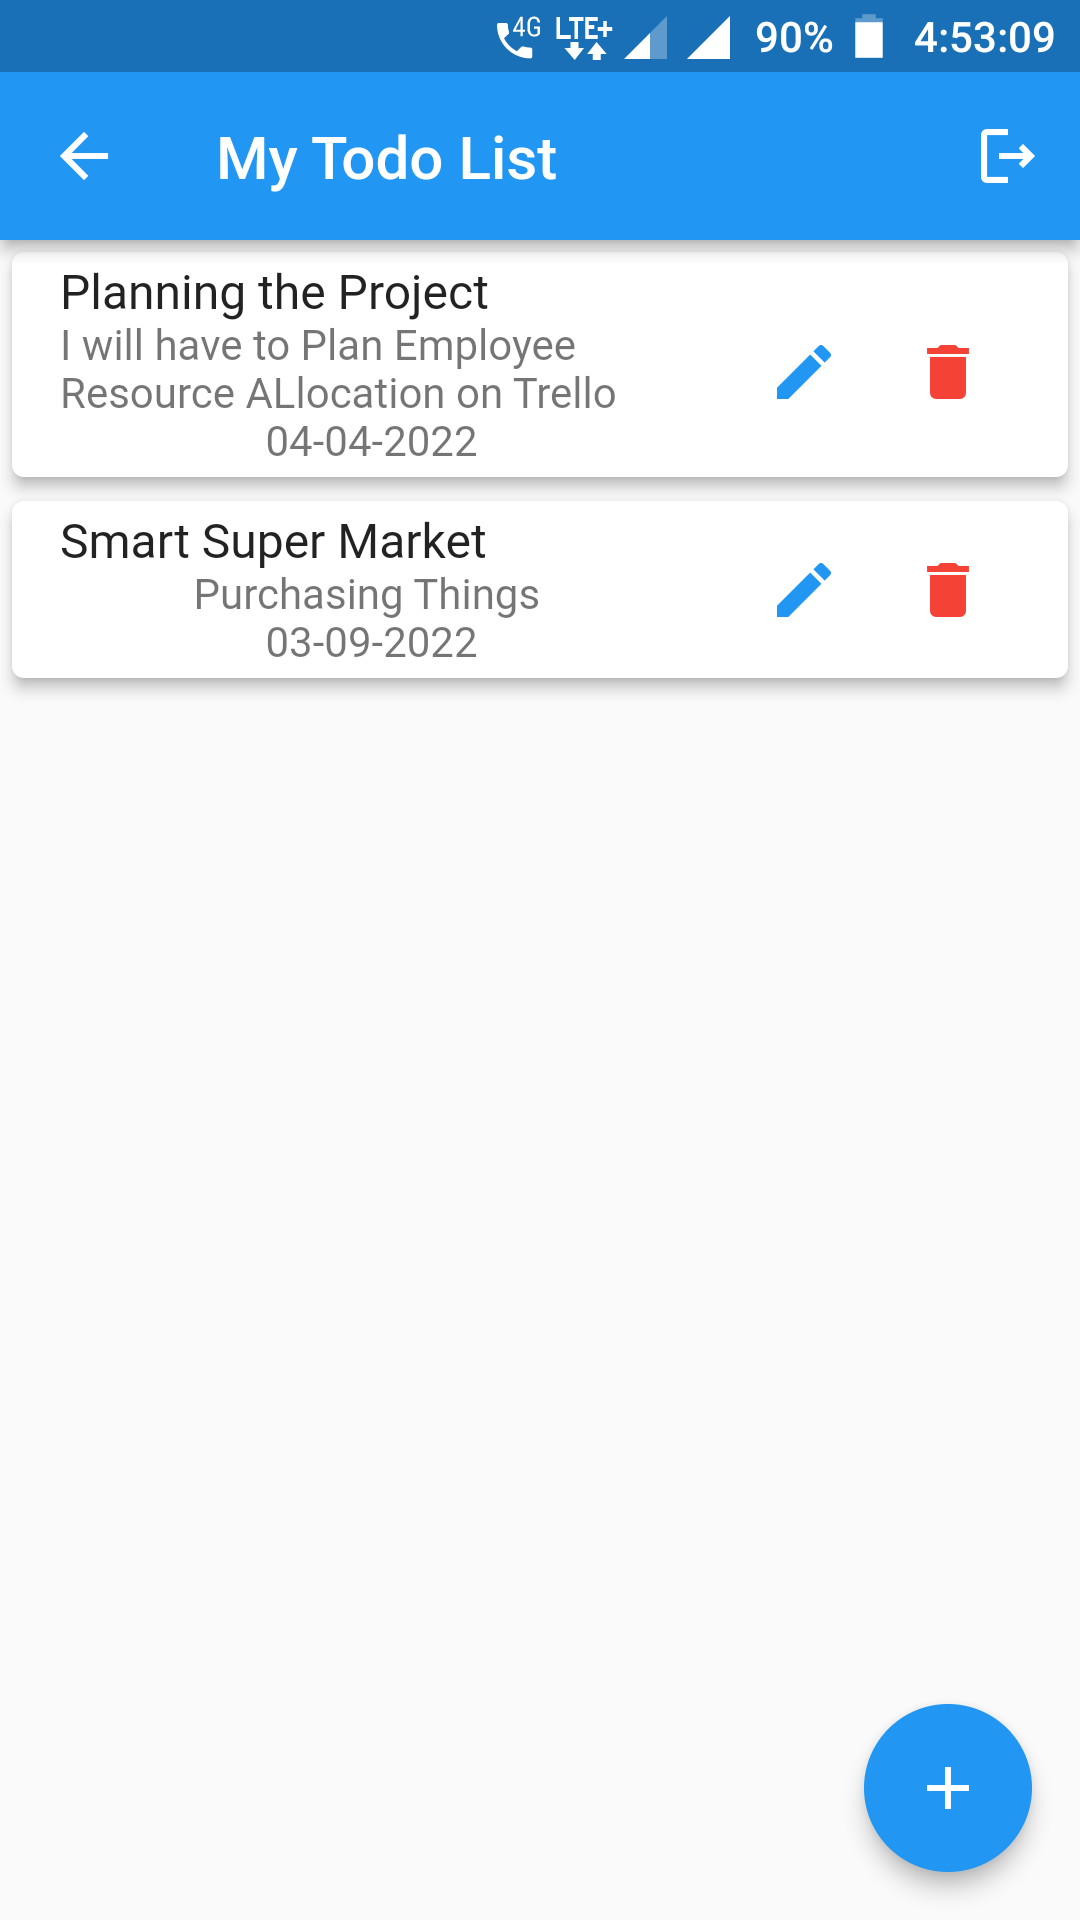 4G LTE+ 90% 4:53:09
My Todo List
Planning the Project
I will have to Plan Employee
Resource ALlocation on Trello
04-04-2022
Smart Super Market
Purchasing Things
03-09-2022